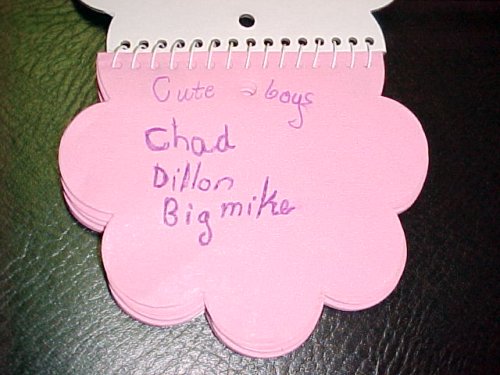 Cute boys
Chad
Dillon
Big mike